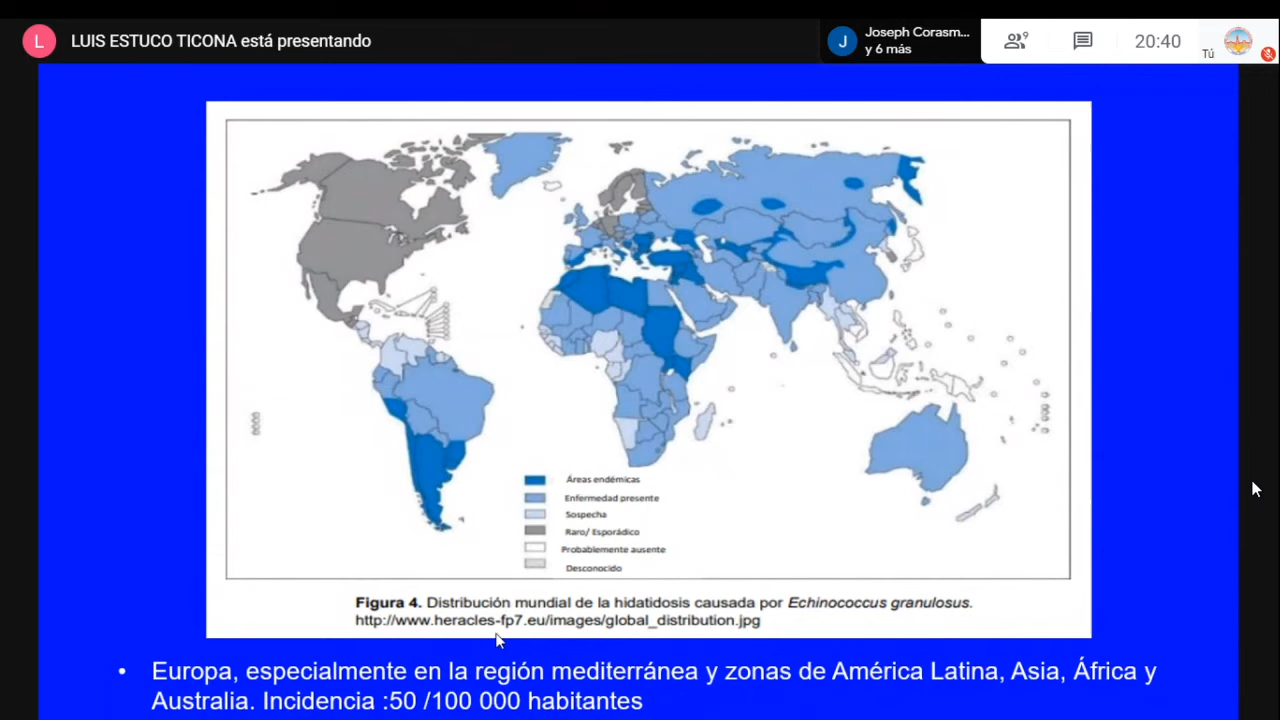 L LUIS ESTUCO TICONA está presentando
J Joseph Corasm...
y 6 más
9
20:40
Tú
Áreas endémicas
Enfermedad presente
Sospecha
Raro/ Esporádico
Probablemente ausente
Desconocido
Figura 4. Distribución mundial de la hidatidosis causada por Echinococcus granulosus.
http://www.heracles-fp7.eu/images/global_distribution.jpg
• Europa, especialmente en la región mediterránea y zonas de América Latina, Asia, África y
Australia. Incidencia :50 /100 000 habitantes